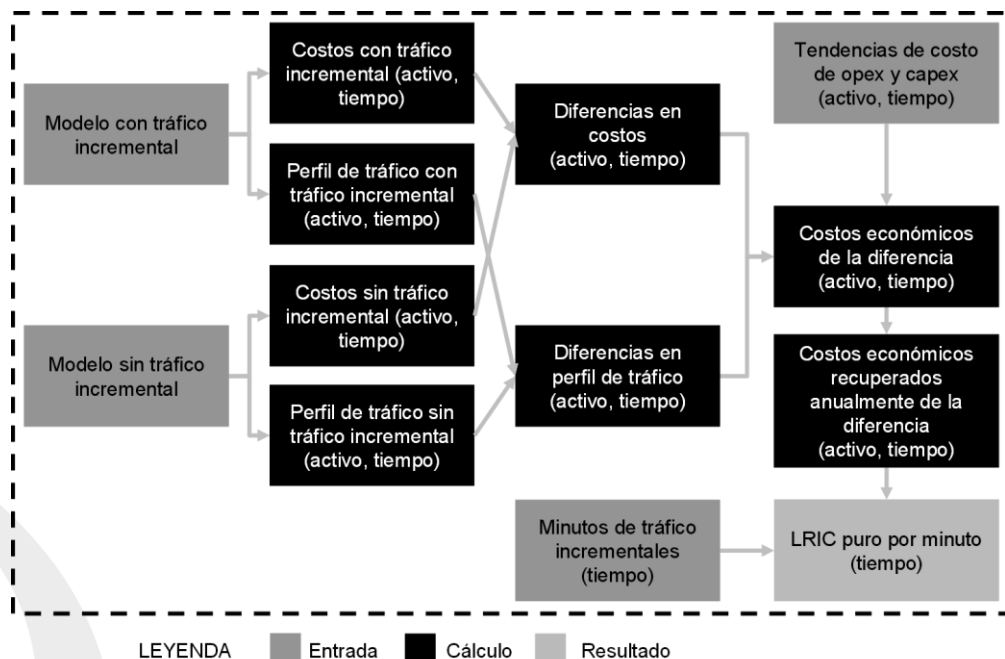 Modelo con tráfico
incremental
Costos con tráfico
incremental (activo,
tiempo)
Perfil de tráfico con
tráfico incremental
(activo, tiempo)
Modelo sin tráfico
incremental
Costos sin tráfico
incremental (activo,
tiempo)
Perfil de tráfico sin
tráfico incremental
(activo, tiempo)
Diferencias en
costos
(activo, tiempo)
Diferencias en
perfil de tráfico
(activo, tiempo)
Tendencias de costo
de opex y capex
(activo, tiempo)
Costos económicos
de la diferencia
(activo, tiempo)
Costos económicos
recuperados
anualmente de la
diferencia
(activo, tiempo)
Minutos de tráfico
incrementales
(tiempo)
LRIC puro por minuto
(tiempo)
LEYENDA Entrada Cálculo Resultado